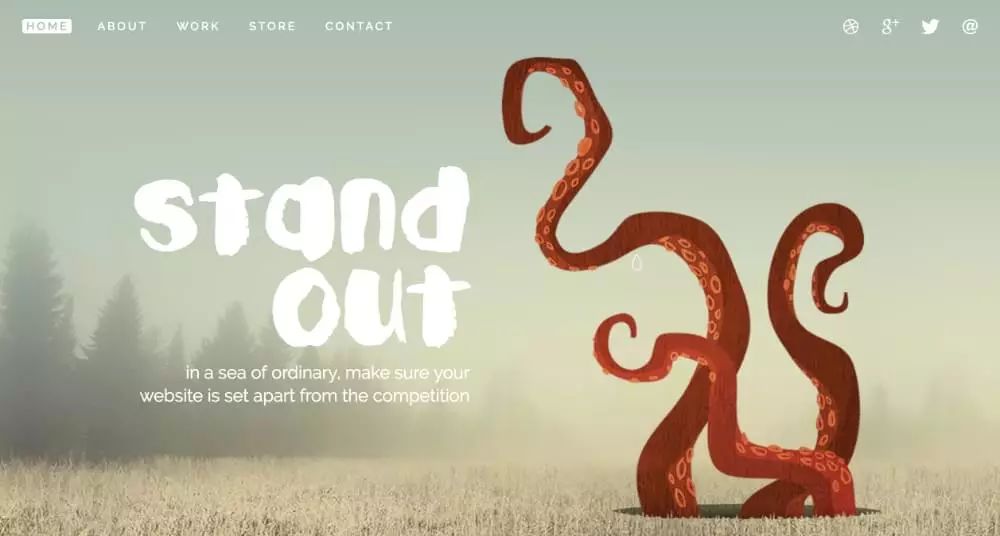 HOME ABOUT WORK STORE CONTACT g+ @
stand
out
in a sea of ordinary, make sure your
website is set apart from the competition